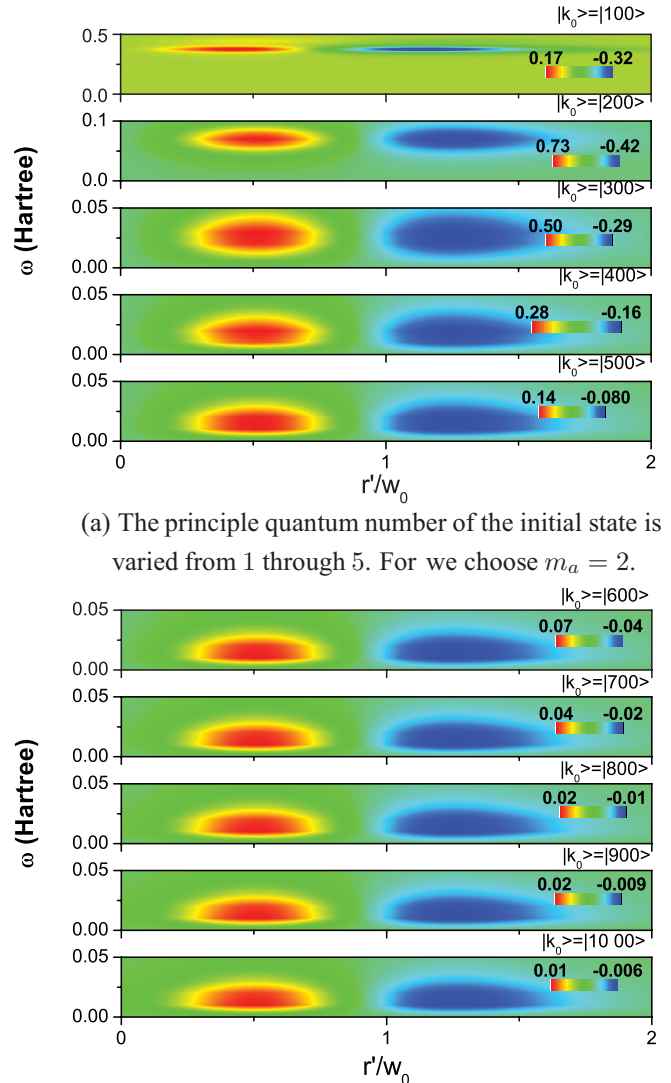 |k₀>=|100>
0.5
0.17 -0.32
0.0
|k₀>=|200>
0.1
0.73 -0.42
0.0
|k₀>=|300>
0.05
0.50 -0.29
0.00
|k₀>=|400>
0.05
0.28 -0.16
0.00
|k₀>=|500>
0.05
0.14 -0.080
0.00
ω (Hartree)
0 1 2
r'/w₀
(a) The principle quantum number of the initial state is
varied from 1 through 5. For we choose mₐ = 2.
|k₀>=|600>
0.05
0.07 -0.04
0.00
|k₀>=|700>
0.05
0.04 -0.02
0.00
|k₀>=|800>
0.05
0.02 -0.01
0.00
|k₀>=|900>
0.05
0.02 -0.009
0.00
|k₀>=|10 00>
0.05
0.01 -0.006
0.00
ω (Hartree)
0 1 2
r'/w₀